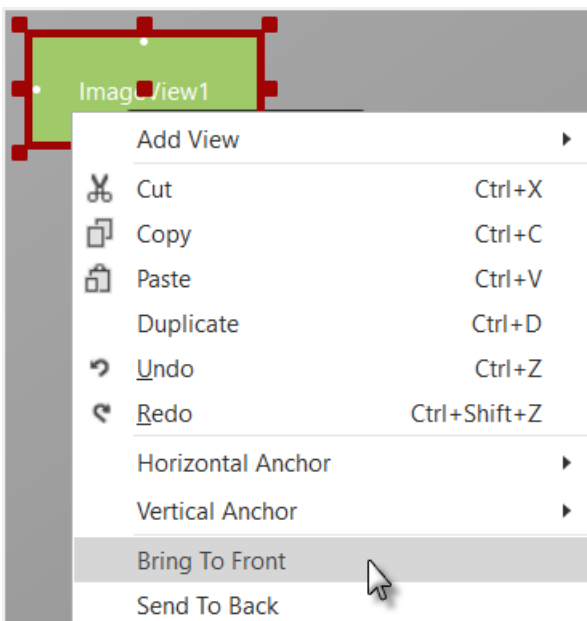 ImageView1
Add View
Cut Ctrl+X
Copy Ctrl+C
Paste Ctrl+V
Duplicate Ctrl+D
Undo Ctrl+Z
Redo Ctrl+Shift+Z
Horizontal Anchor
Vertical Anchor
Bring To Front
Send To Back